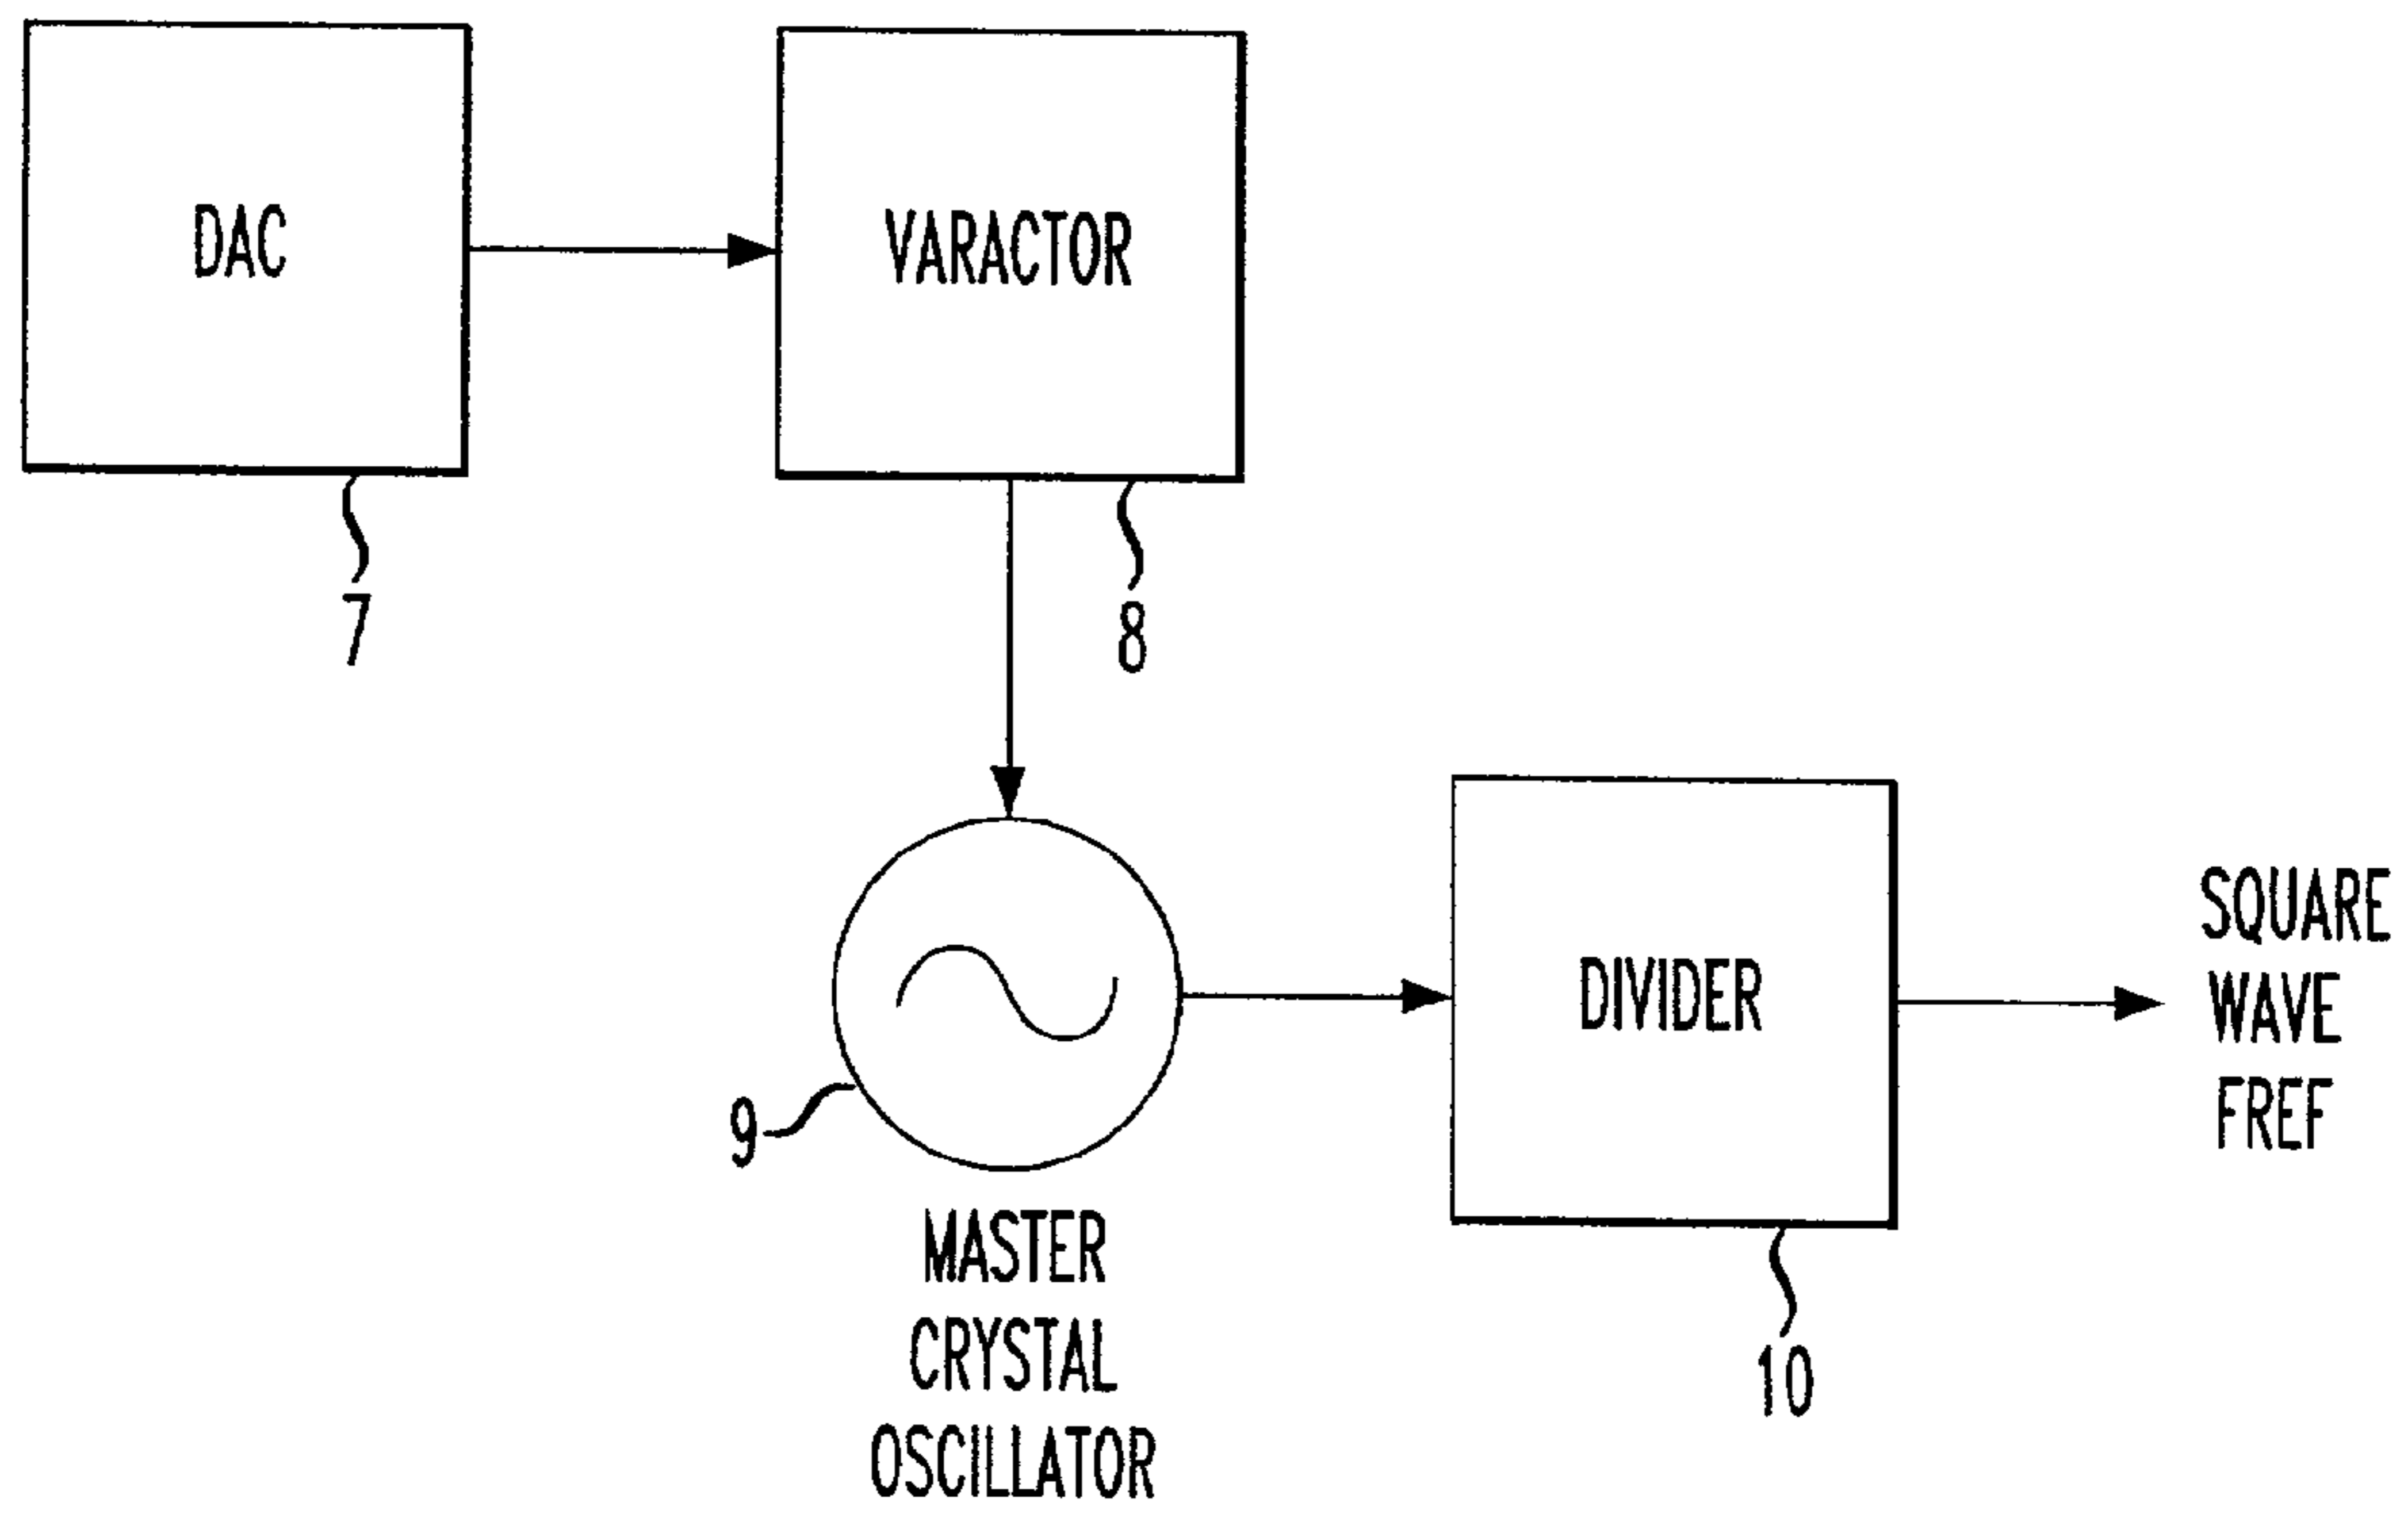 DAC
VARACTOR
7
8
SQUARE
WAVE
FREF
DIVIDER
9
MASTER
CRYSTAL
OSCILLATOR
10